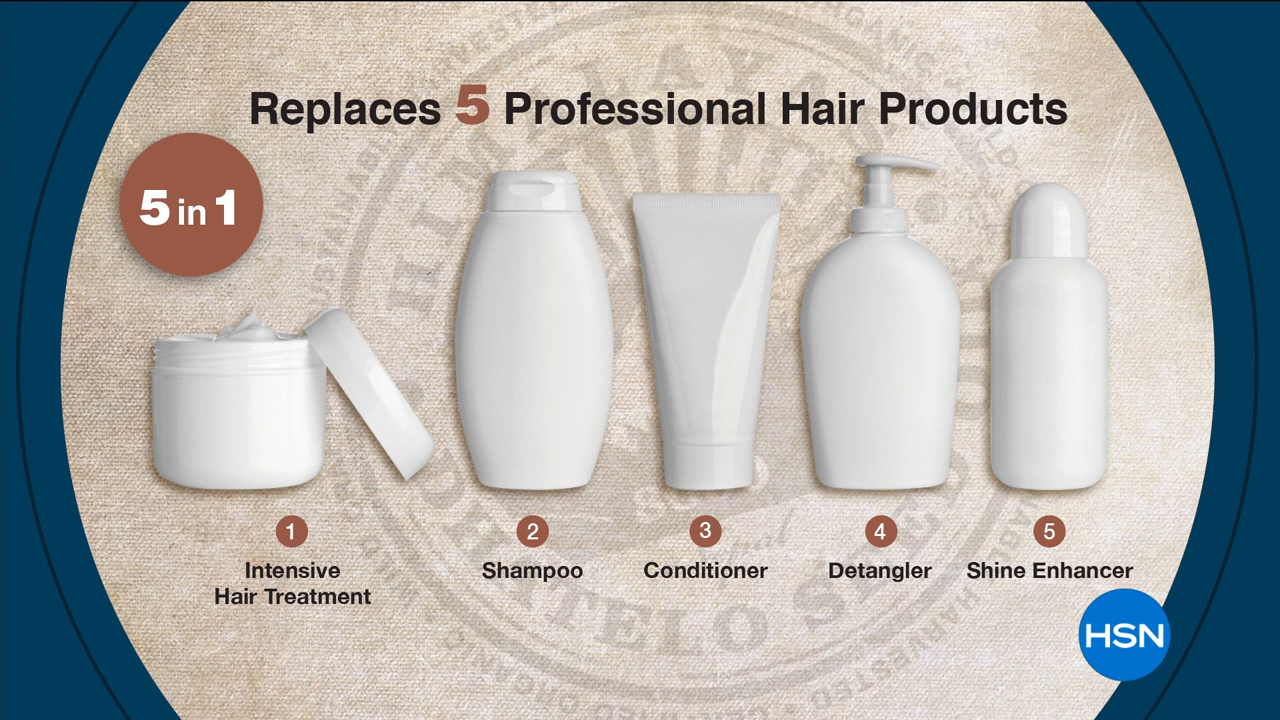 Replaces 5 Professional Hair Products
5 in 1
1
Intensive
Hair Treatment
2
Shampoo
3
Conditioner
4
Detangler
5
Shine Enhancer
HSN